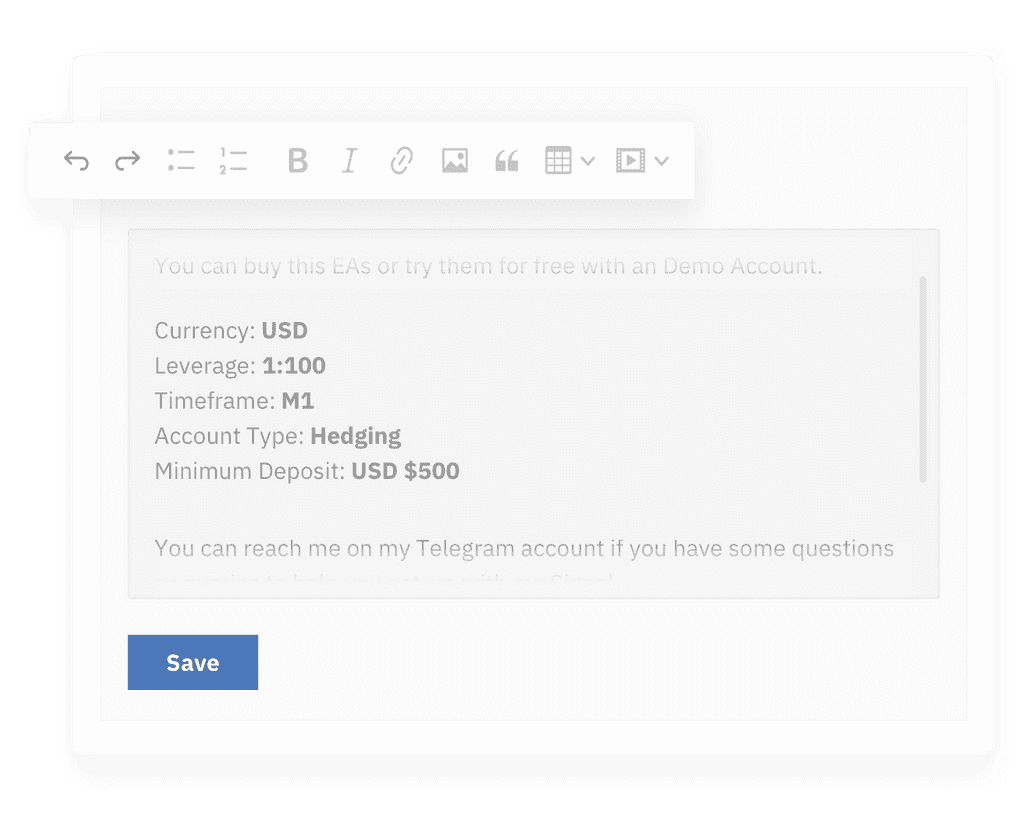 1
2
B I
You can buy this EAs or try them for free with an Demo Account.
Currency: USD
Leverage: 1:100
Timeframe: M1
Account Type: Hedging
Minimum Deposit: USD $500
You can reach me on my Telegram account if you have some questions
Save